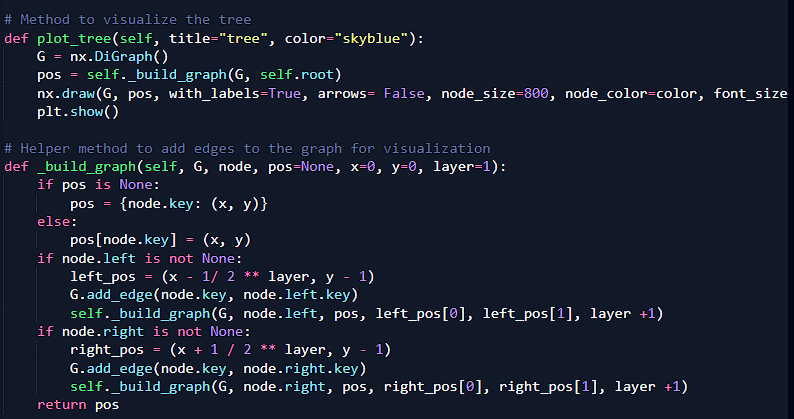 # Method to visualize the tree
def plot_tree(self, title="tree", color="skyblue"):
    G = nx.DiGraph()
    pos = self._build_graph(G, self.root)
    nx.draw(G, pos, with_labels=True, arrows= False, node_size=800, node_color=color, font_size
    plt.show()

# Helper method to add edges to the graph for visualization
def _build_graph(self, G, node, pos=None, x=0, y=0, layer=1):
    if pos is None:
        pos = {node.key: (x, y)}
    else:
        pos[node.key] = (x, y)
    if node.left is not None:
        left_pos = (x - 1/ 2 ** layer, y - 1)
        G.add_edge(node.key, node.left.key)
        self._build_graph(G, node.left, pos, left_pos[0], left_pos[1], layer +1)
    if node.right is not None:
        right_pos = (x + 1 / 2 ** layer, y - 1)
        G.add_edge(node.key, node.right.key)
        self._build_graph(G, node.right, pos, right_pos[0], right_pos[1], layer +1)
    return pos